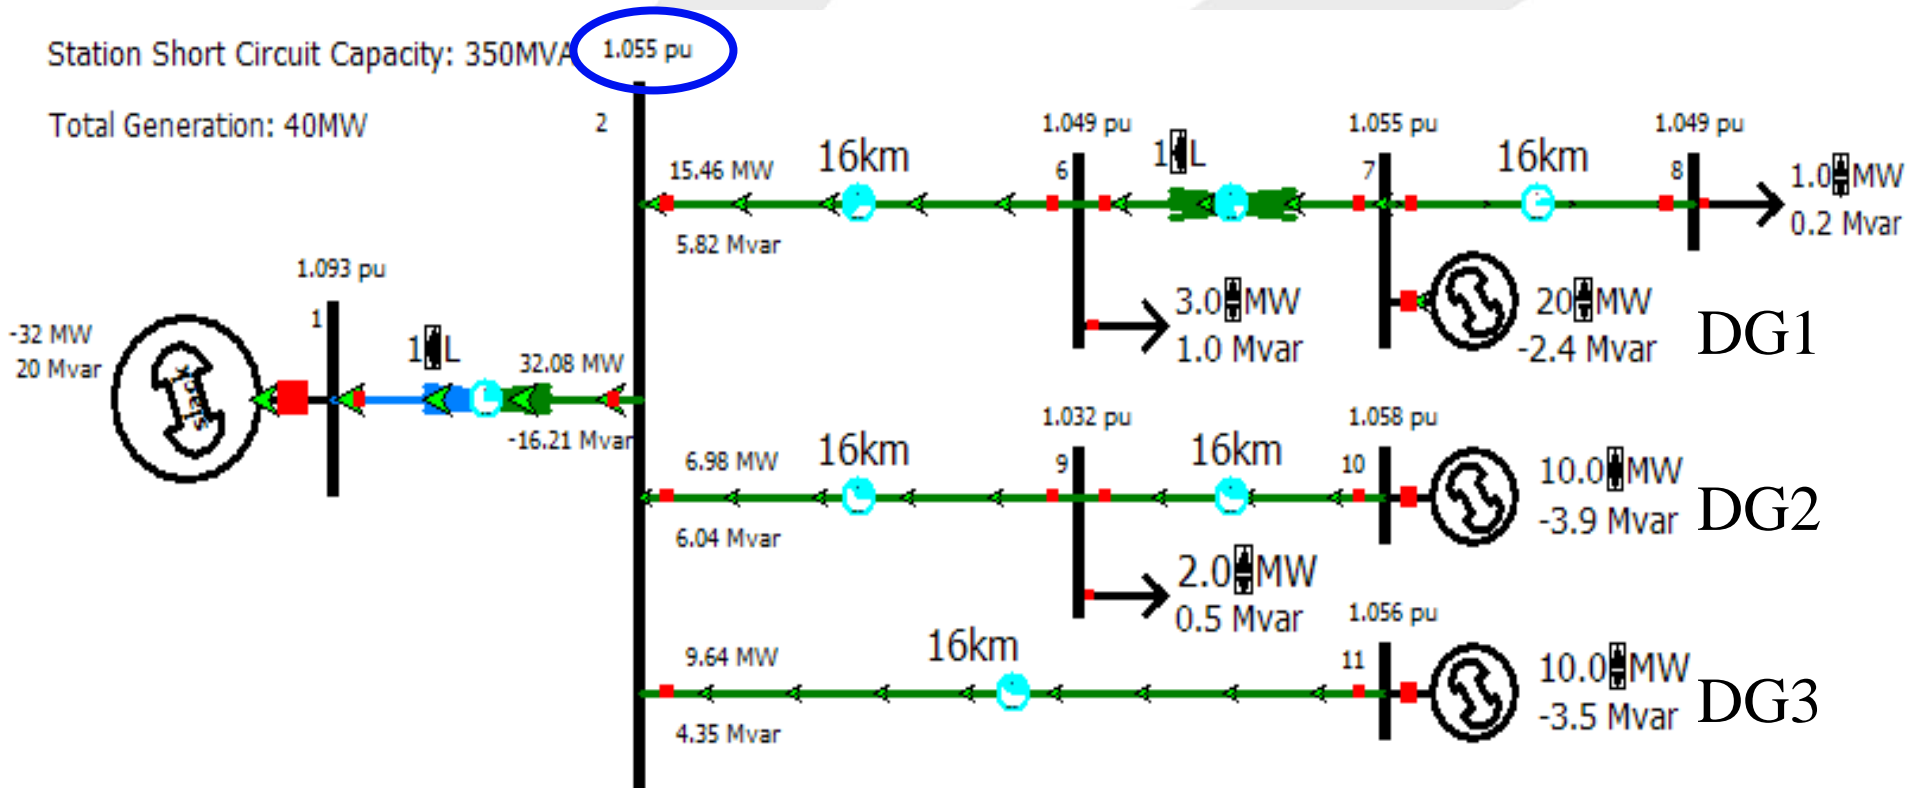 Station Short Circuit Capacity: 350MVA
1.055 pu
Total Generation: 40MW
2
1.049 pu
1.055 pu
1.049 pu
15.46 MW
16km
6
L
7
16km
8
1.0 MW
0.2 Mvar
5.82 Mvar
1.093 pu
1
3.0 MW
1.0 Mvar
20 MW
-2.4 Mvar
DG1
-32 MW
20 Mvar
slack
L
32.08 MW
-16.21 Mvar
1.032 pu
1.058 pu
6.98 MW
16km
9
16km
10
10.0 MW
-3.9 Mvar
DG2
6.04 Mvar
2.0 MW
0.5 Mvar
1.056 pu
9.64 MW
16km
11
10.0 MW
-3.5 Mvar
DG3
4.35 Mvar